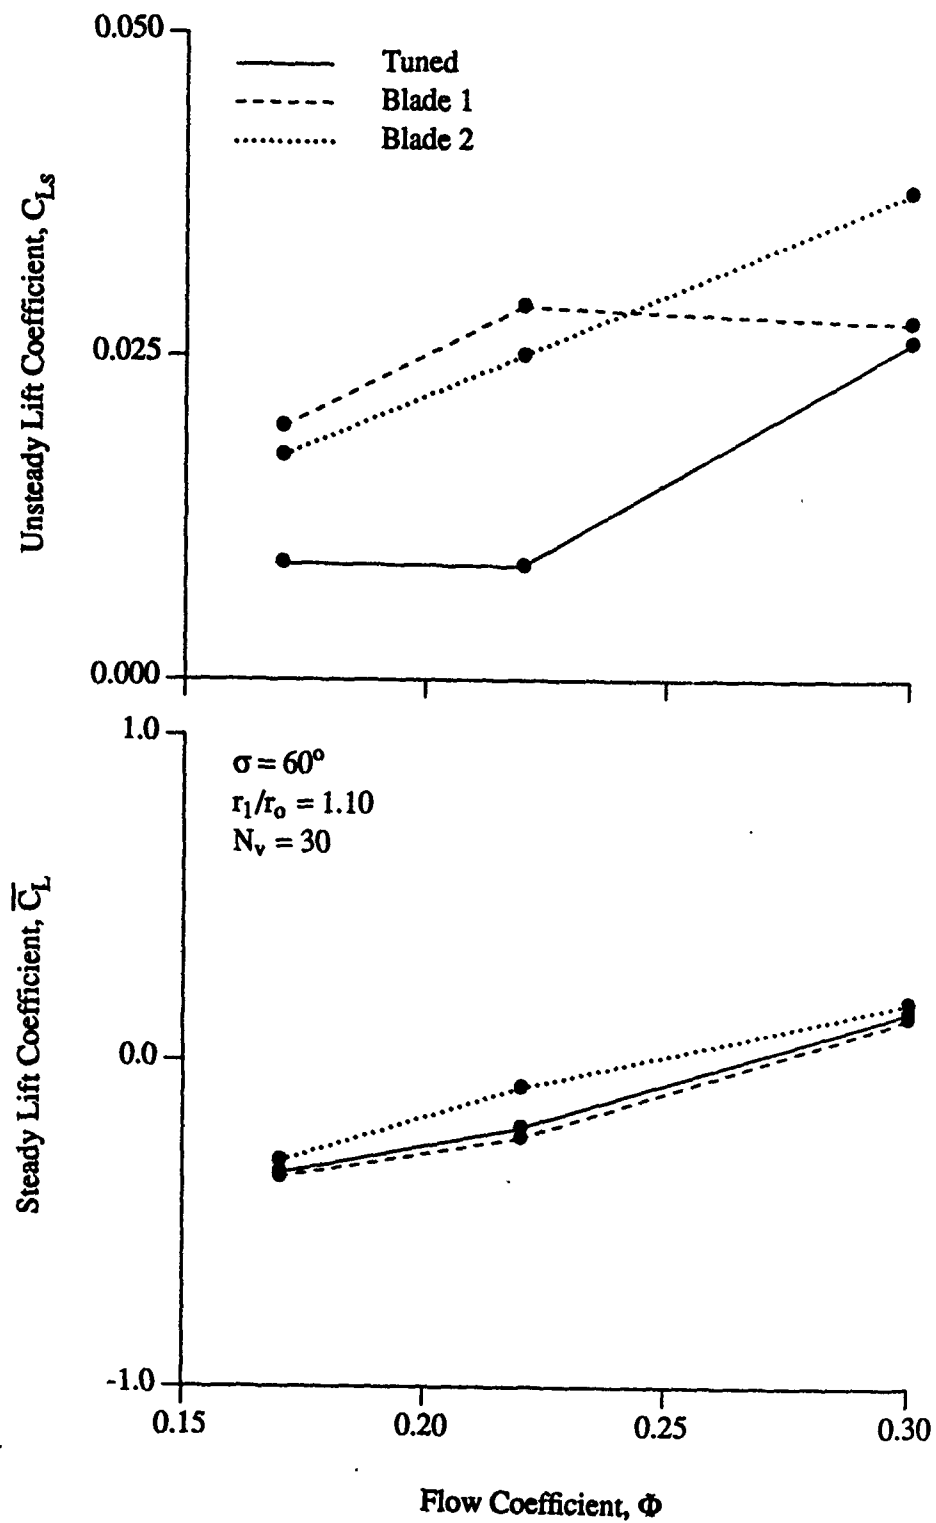 0.050
Tuned
Blade 1
Blade 2
Unsteady Lift Coefficient, C_Ls
0.025
0.000
1.0
σ = 60°
r₁/r₀ = 1.10
Nᵥ = 30
Steady Lift Coefficient, C̅_L
0.0
-1.0
0.15 0.20 0.25 0.30
Flow Coefficient, Φ